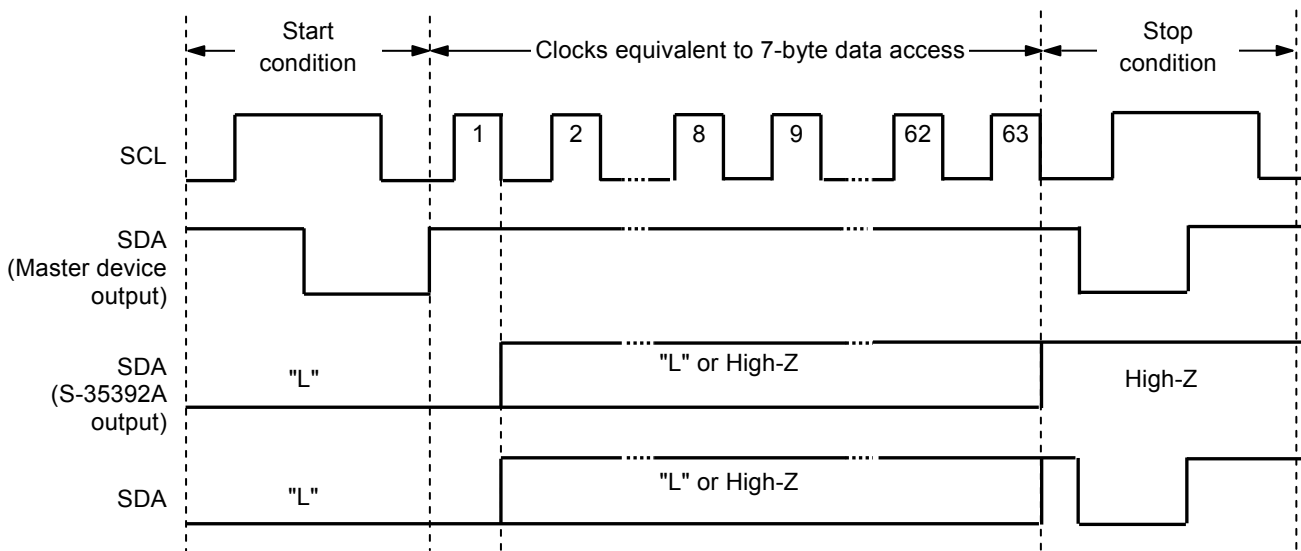 Start
condition
Clocks equivalent to 7-byte data access
Stop
condition
SCL
1
2
8
9
62
63
SDA
(Master device
output)
SDA
(S-35392A
output)
"L"
"L" or High-Z
High-Z
SDA
"L"
"L" or High-Z